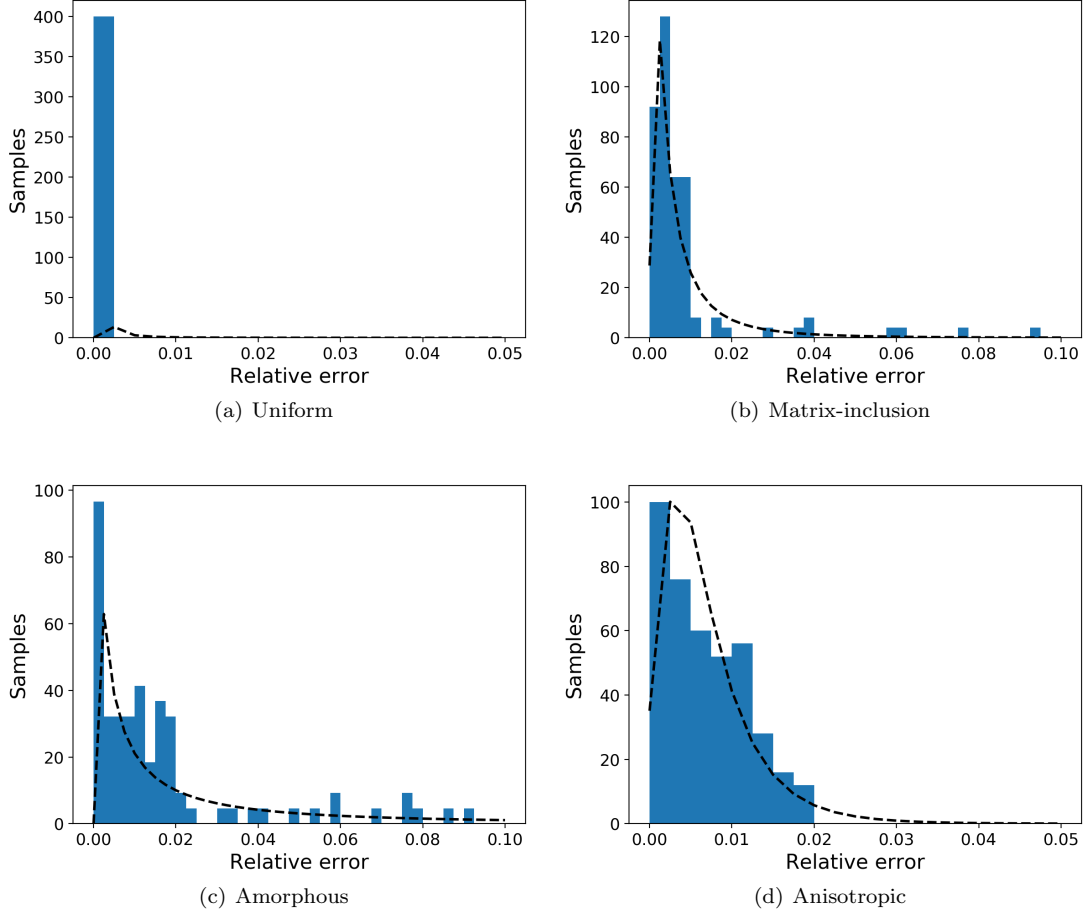 400
350
300
250
200
150
100
50
0
Samples
0.00 0.01 0.02 0.03 0.04 0.05
Relative error
(a) Uniform
120
100
80
60
40
20
0
Samples
0.00 0.02 0.04 0.06 0.08 0.10
Relative error
(b) Matrix-inclusion
100
80
60
40
20
0
Samples
0.00 0.02 0.04 0.06 0.08 0.10
Relative error
(c) Amorphous
100
80
60
40
20
0
Samples
0.00 0.01 0.02 0.03 0.04 0.05
Relative error
(d) Anisotropic